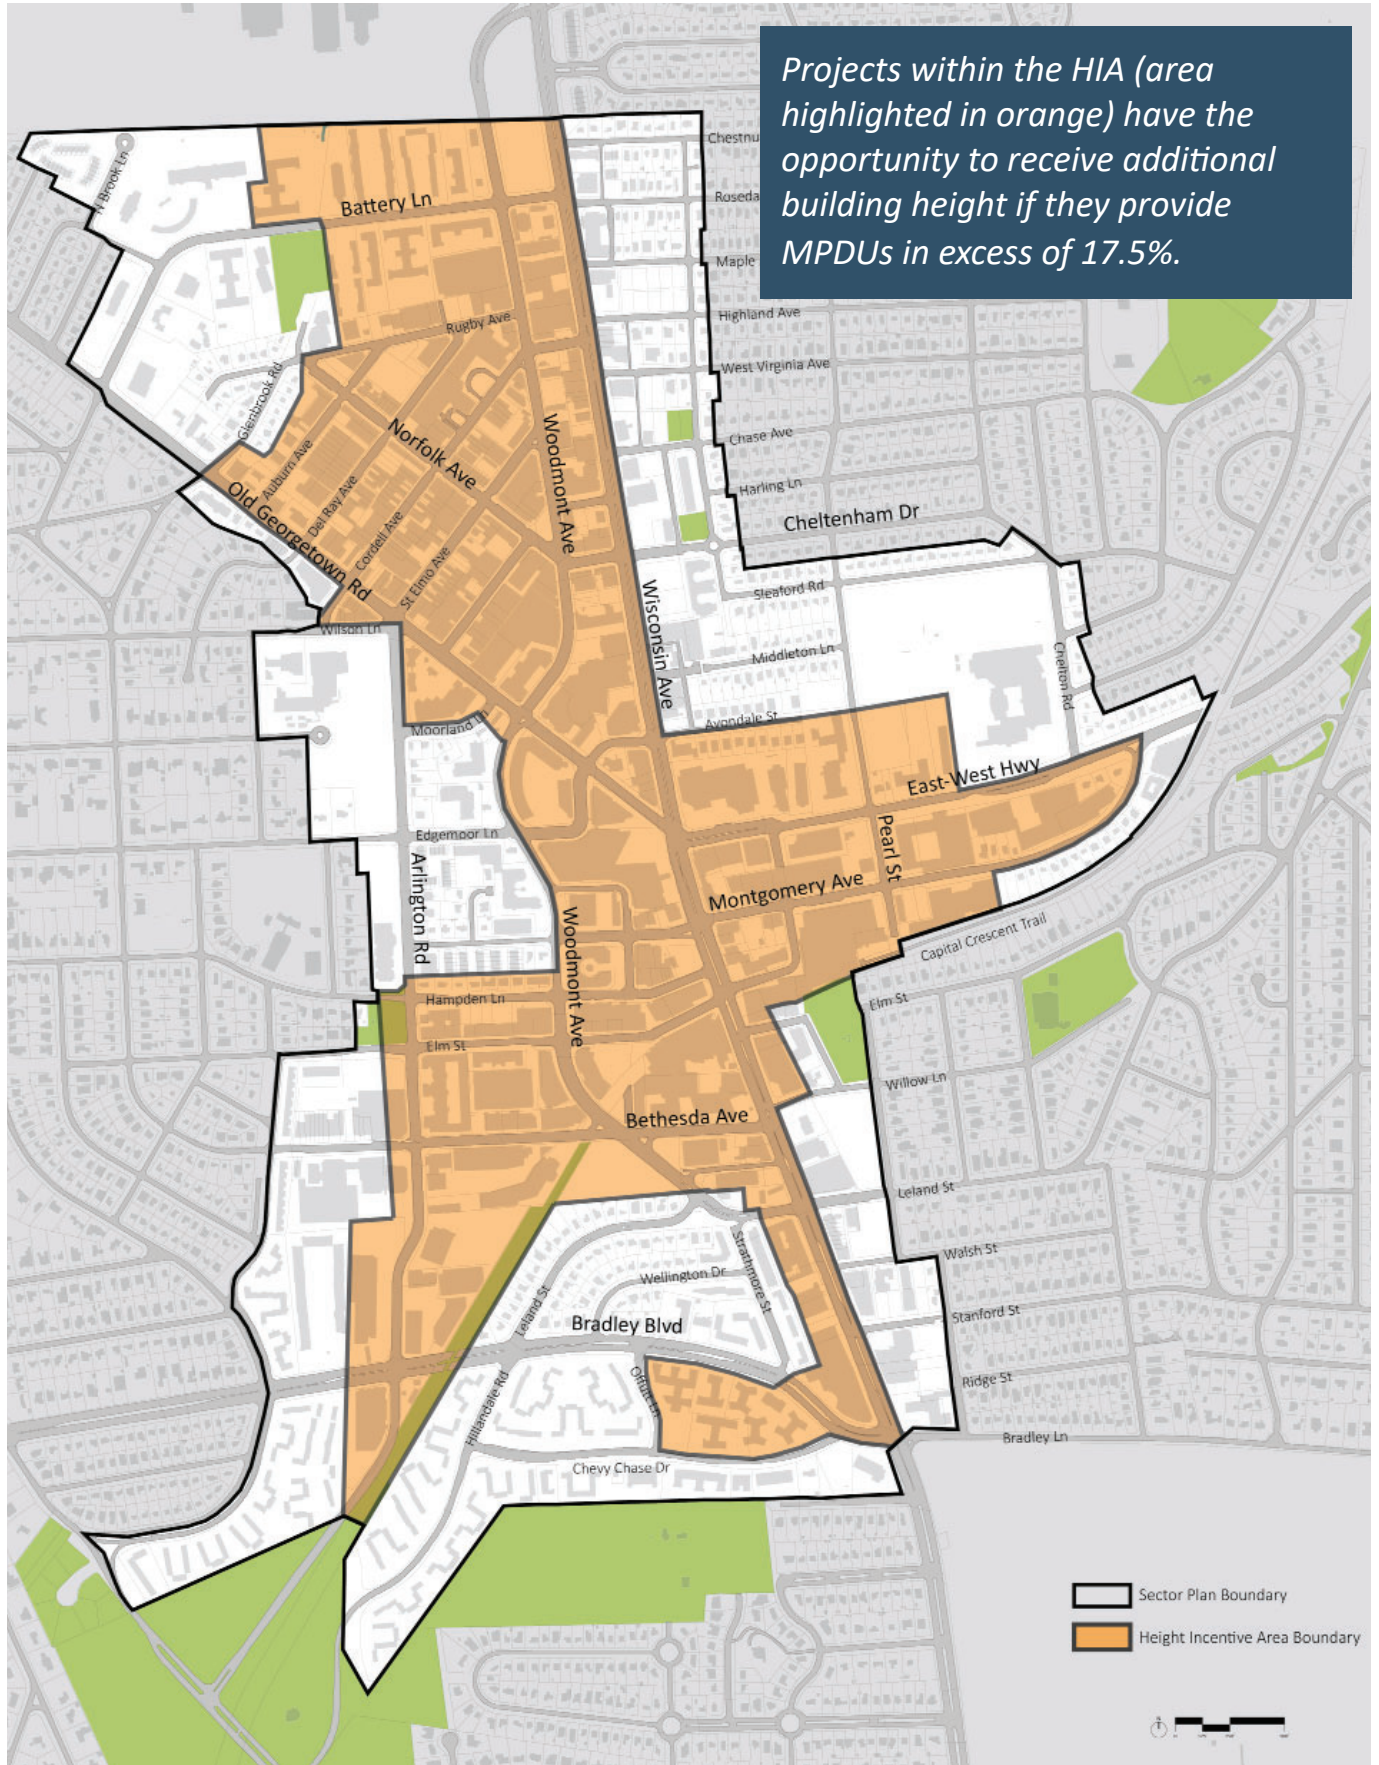 Projects within the HIA (area
highlighted in orange) have the
opportunity to receive additional
building height if they provide
MPDUs in excess of 17.5%.
Chestnu
N Brook Ln
Roseda
Battery Ln
Maple
Highland Ave
Rugby Ave
West Virginia Ave
Glenbrook Rd
Chase Ave
Norfolk Ave
Woodmont Ave
Auburn Ave
Harling Ln
Old Georgetown Rd
Del Ray Ave
Cheltenham Dr
Cordell Ave
St Elmo Ave
Sleaford Rd
Wilson Ln
Wisconsin Ave
Middleton Ln
Chelton Rd
Avondale St
Moorland Ln
East-West Hwy
Edgemoor Ln
Pearl St
Arlington Rd
Montgomery Ave
Woodmont Ave
Capital Crescent Trail
Hampden Ln
Elm St
Elm St
Willow Ln
Bethesda Ave
Leland St
Walsh St
Strathmore St
Wellington Dr
Leland St
Stanford St
Bradley Blvd
Ridge St
Offutt Ln
Hillandale Rd
Bradley Ln
Chevy Chase Dr
Sector Plan Boundary
Height Incentive Area Boundary